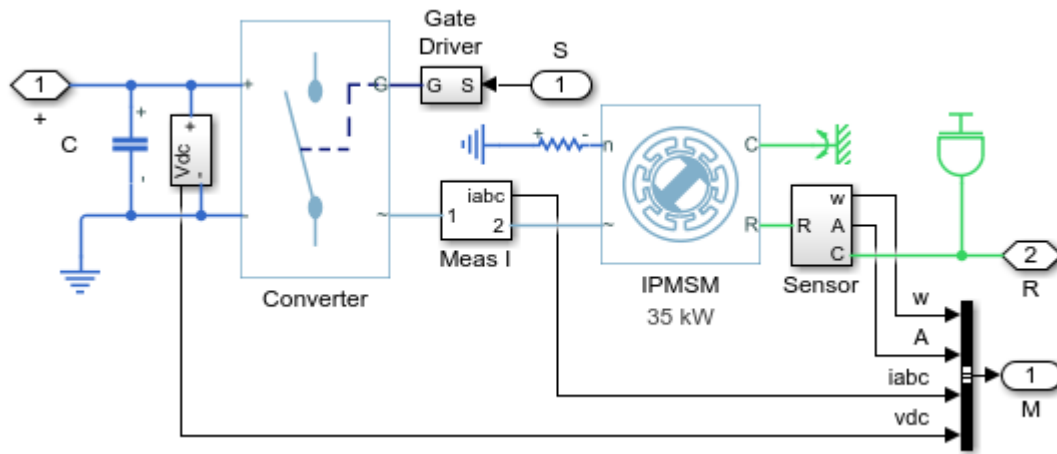 Gate
Driver
S
1
1
+
+
G
G S
+
C
+
Vdc
-
-
-
+ -
n
C
iabc
1
2
~
~
R
R
w
A
C
2
R
Meas I
Converter
IPMSM
35 kW
Sensor
w
A
iabc
vdc
1
M